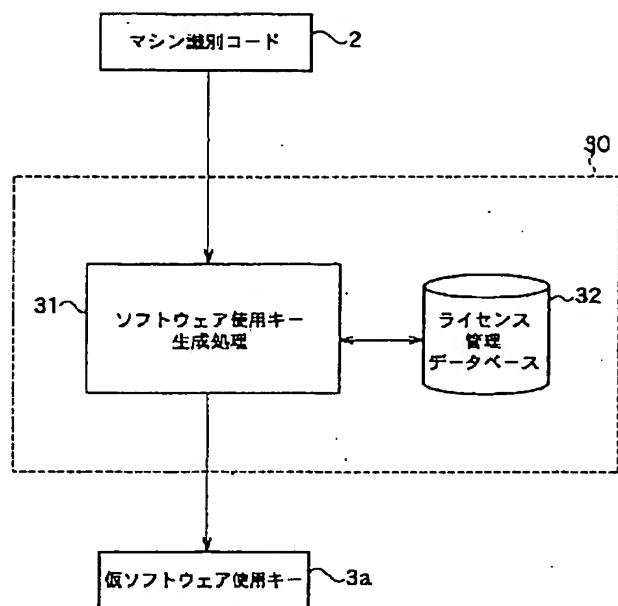 マシン識別コード
2
30
31
ソフトウェア使用キー
生成処理
32
ライセンス
管理
データベース
仮ソフトウェア使用キー
3a